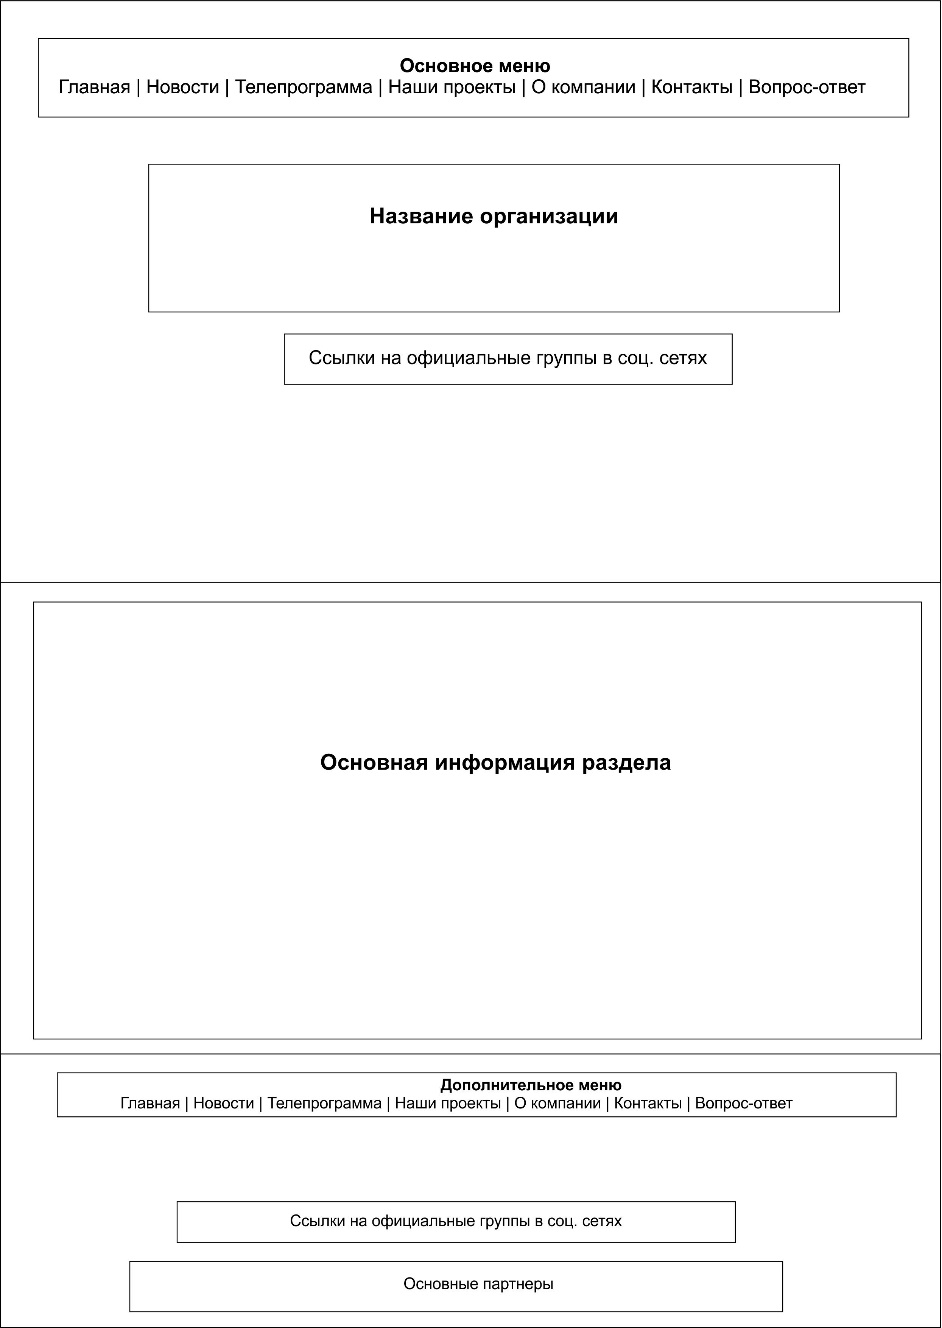 Основное меню
Главная | Новости | Телепрограмма | Наши проекты | О компании | Контакты | Вопрос-ответ
Название организации
Ссылки на официальные группы в соц. сетях
Основная информация раздела
Дополнительное меню
Главная | Новости | Телепрограмма | Наши проекты | О компании | Контакты | Вопрос-ответ
Ссылки на официальные группы в соц. сетях
Основные партнеры